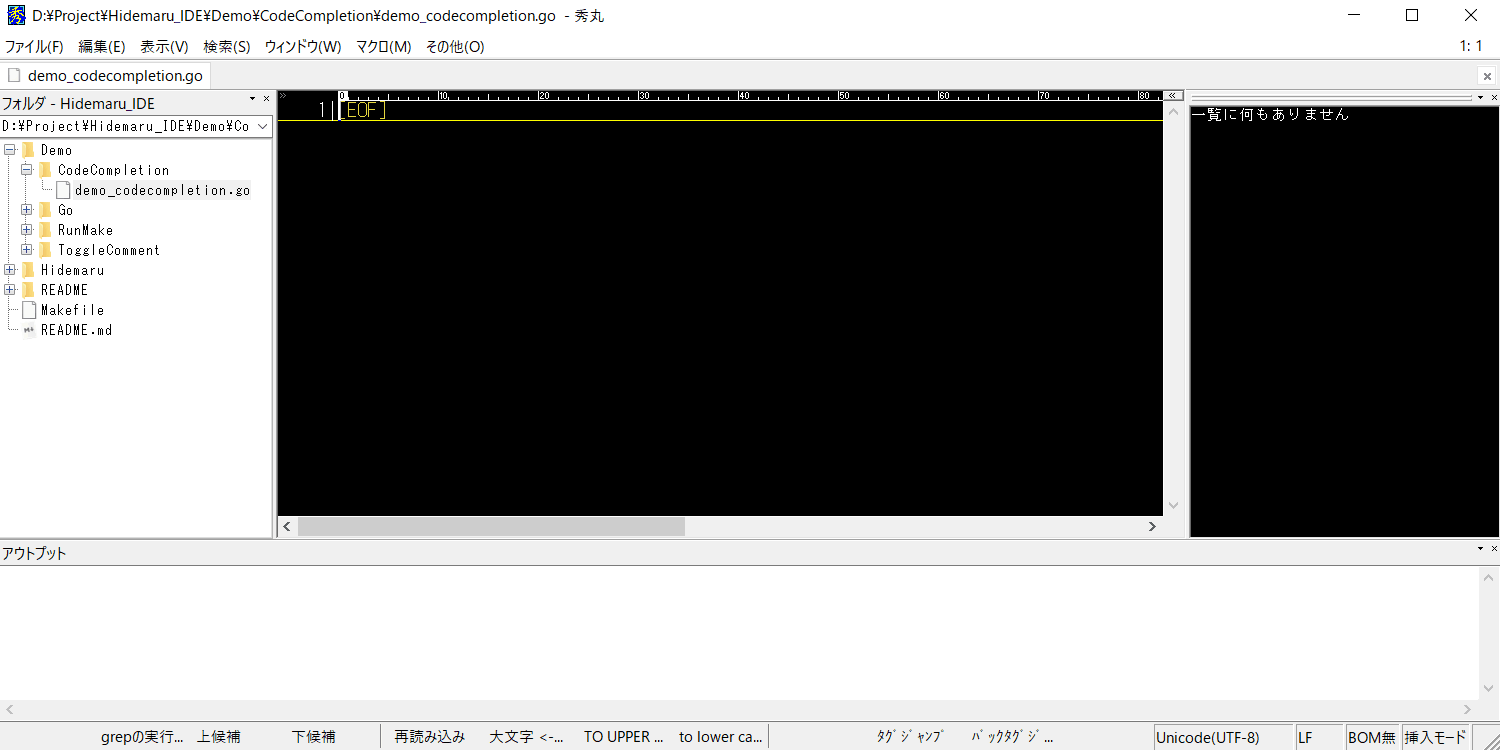 D:¥Project¥Hidemaru_IDE¥Demo¥CodeCompletion¥demo_codecompletion.go - 秀丸
ファイル(F) 編集(E) 表示(V) 検索(S) ウィンドウ(W) マクロ(M) その他(O) 1: 1
demo_codecompletion.go
フォルダ - Hidemaru_IDE
D:¥Project¥Hidemaru_IDE¥Demo¥Co
Demo
CodeCompletion
demo_codecompletion.go
Go
RunMake
ToggleComment
Hidemaru
README
Makefile
README.md
0 10 20 30 40 50 60 70 80
1 [EOF]
一覧に何もありません
アウトプット
grepの実行... 上候補 下候補 再読み込み 大文字 <-... TO UPPER ... to lower ca... ﾀｸﾞｼﾞｬﾝﾌﾟ ﾊﾞｯｸﾀｸﾞｼﾞ... Unicode(UTF-8) LF BOM無 挿入モード